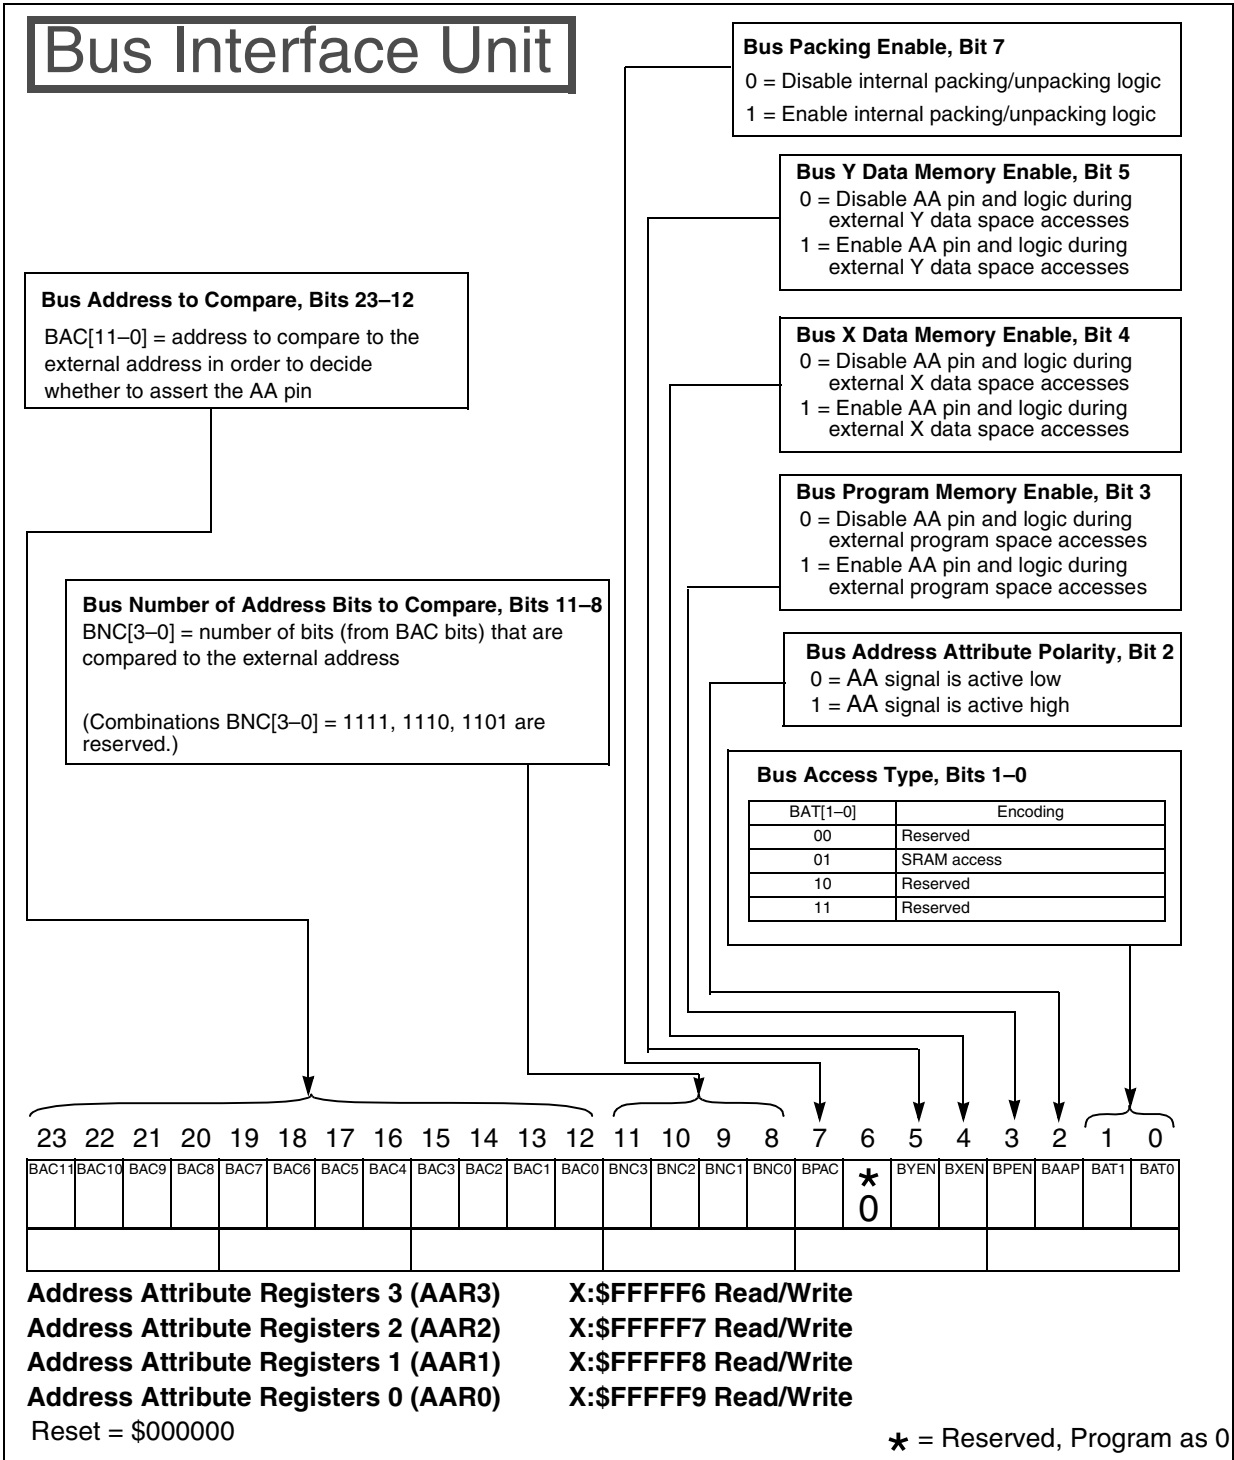 Bus Interface Unit
Bus Packing Enable, Bit 7
0 = Disable internal packing/unpacking logic
1 = Enable internal packing/unpacking logic
Bus Y Data Memory Enable, Bit 5
0 = Disable AA pin and logic during
external Y data space accesses
1 = Enable AA pin and logic during
external Y data space accesses
Bus Address to Compare, Bits 23–12
BAC[11–0] = address to compare to the
external address in order to decide
whether to assert the AA pin
Bus X Data Memory Enable, Bit 4
0 = Disable AA pin and logic during
external X data space accesses
1 = Enable AA pin and logic during
external X data space accesses
Bus Program Memory Enable, Bit 3
0 = Disable AA pin and logic during
external program space accesses
1 = Enable AA pin and logic during
external program space accesses
Bus Number of Address Bits to Compare, Bits 11–8
BNC[3–0] = number of bits (from BAC bits) that are
compared to the external address
(Combinations BNC[3–0] = 1111, 1110, 1101 are
reserved.)
Bus Address Attribute Polarity, Bit 2
0 = AA signal is active low
1 = AA signal is active high
Bus Access Type, Bits 1–0
BAT[1–0] Encoding
00 Reserved
01 SRAM access
10 Reserved
11 Reserved
23 22 21 20 19 18 17 16 15 14 13 12 11 10 9 8 7 6 5 4 3 2 1 0
BAC11 BAC10 BAC9 BAC8 BAC7 BAC6 BAC5 BAC4 BAC3 BAC2 BAC1 BAC0 BNC3 BNC2 BNC1 BNC0 BPAC * BYEN BXEN BPEN BAAP BAT1 BAT0
0
Address Attribute Registers 3 (AAR3) X:$FFFFF6 Read/Write
Address Attribute Registers 2 (AAR2) X:$FFFFF7 Read/Write
Address Attribute Registers 1 (AAR1) X:$FFFFF8 Read/Write
Address Attribute Registers 0 (AAR0) X:$FFFFF9 Read/Write
Reset = $000000
* = Reserved, Program as 0